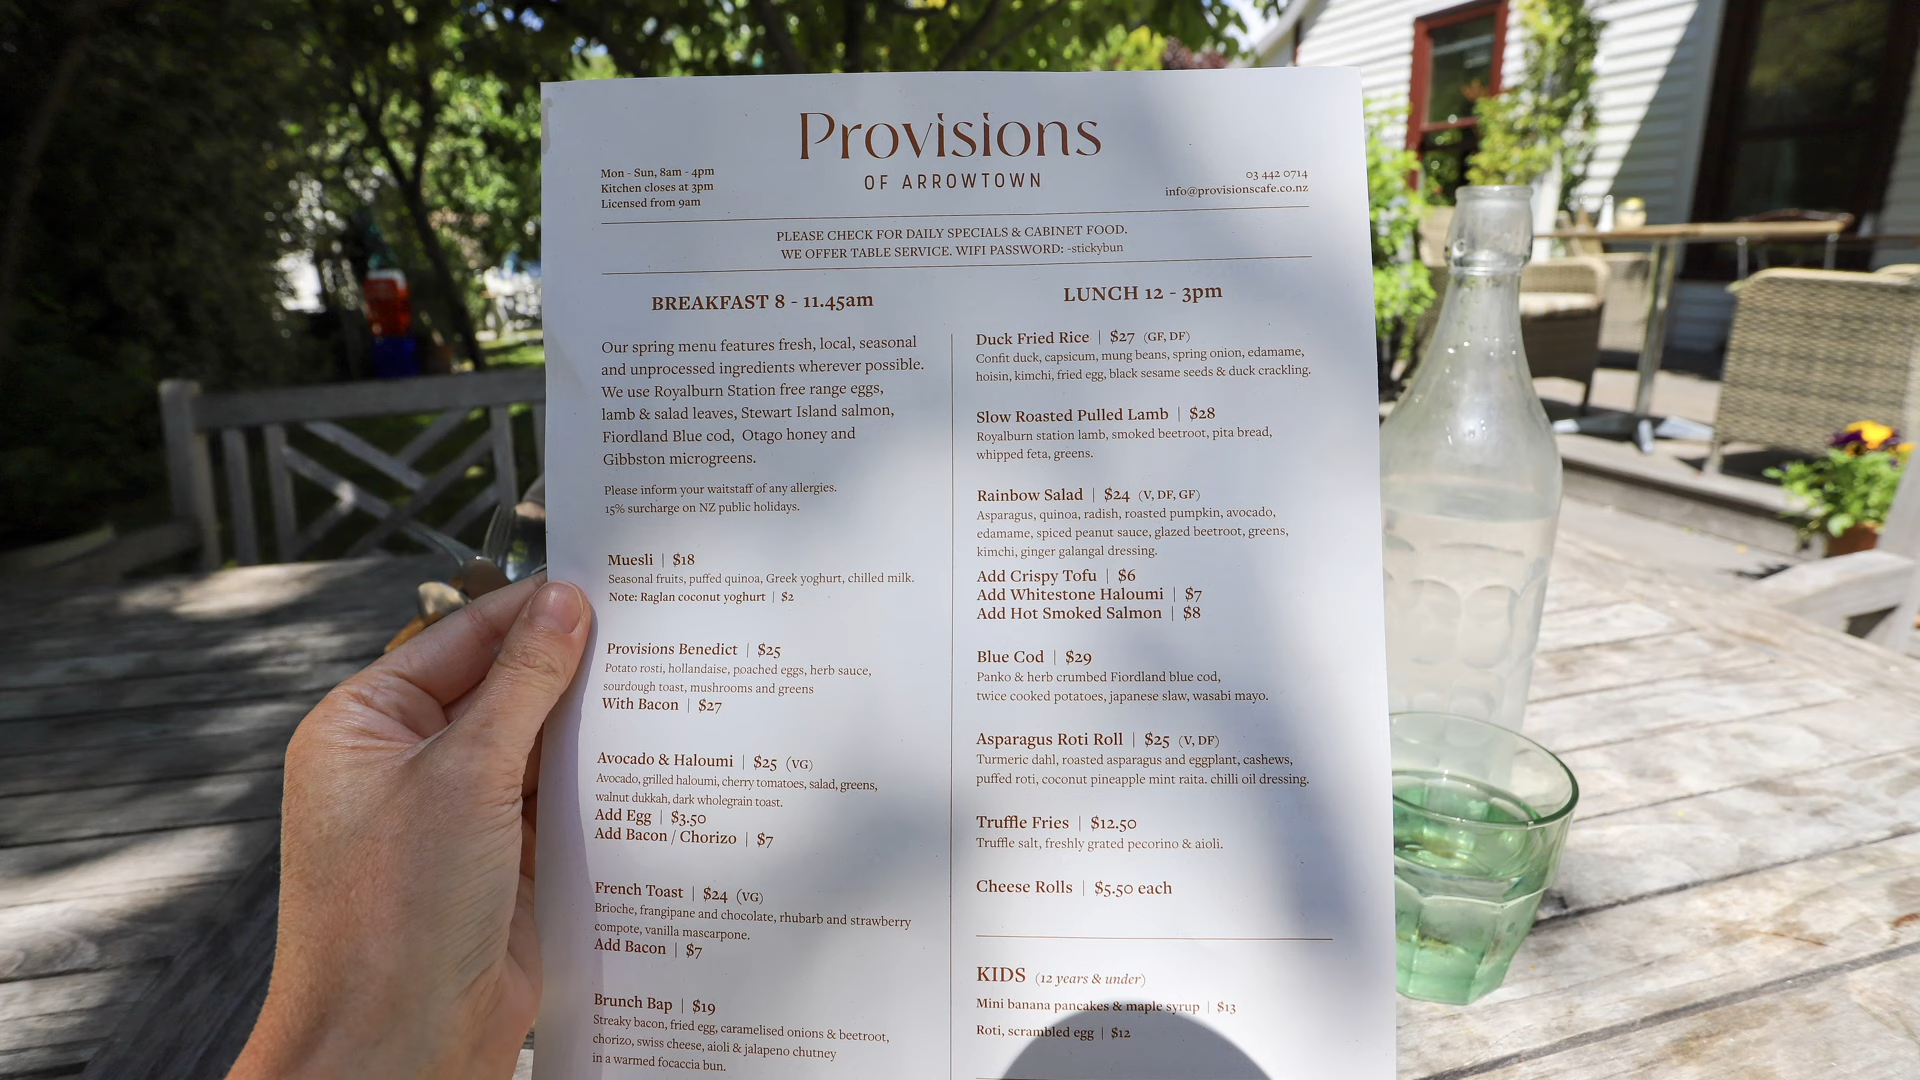 Provisions
OF ARROWTOWN
Mon - Sun, 8am - 4pm
Kitchen closes at 3pm
Licensed from 9am
03 442 0714
info@provisionscafe.co.nz
PLEASE CHECK FOR DAILY SPECIALS & CABINET FOOD.
WE OFFER TABLE SERVICE. WIFI PASSWORD: -stickybun
BREAKFAST 8 - 11.45am
Our spring menu features fresh, local, seasonal
and unprocessed ingredients wherever possible.
We use Royalburn Station free range eggs,
lamb & salad leaves, Stewart Island salmon,
Fiordland Blue cod, Otago honey and
Gibbston microgreens.
Please inform your waitstaff of any allergies.
15% surcharge on NZ public holidays.
Muesli | $18
Seasonal fruits, puffed quinoa, Greek yoghurt, chilled milk.
Note: Raglan coconut yoghurt | $2
Provisions Benedict | $25
Potato rosti, hollandaise, poached eggs, herb sauce,
sourdough toast, mushrooms and greens
With Bacon | $27
Avocado & Haloumi | $25 (VG)
Avocado, grilled haloumi, cherry tomatoes, salad, greens,
walnut dukkah, dark wholegrain toast.
Add Egg | $3.50
Add Bacon / Chorizo | $7
French Toast | $24 (VG)
Brioche, frangipane and chocolate, rhubarb and strawberry
compote, vanilla mascarpone.
Add Bacon | $7
Brunch Bap | $19
Streaky bacon, fried egg, caramelised onions & beetroot,
chorizo, swiss cheese, aioli & jalapeno chutney
in a warmed focaccia bun.
LUNCH 12 - 3pm
Duck Fried Rice | $27 (GF, DF)
Confit duck, capsicum, mung beans, spring onion, edamame,
hoisin, kimchi, fried egg, black sesame seeds & duck crackling.
Slow Roasted Pulled Lamb | $28
Royalburn station lamb, smoked beetroot, pita bread,
whipped feta, greens.
Rainbow Salad | $24 (V, DF, GF)
Asparagus, quinoa, radish, roasted pumpkin, avocado,
edamame, spiced peanut sauce, glazed beetroot, greens,
kimchi, ginger galangal dressing.
Add Crispy Tofu | $6
Add Whitestone Haloumi | $7
Add Hot Smoked Salmon | $8
Blue Cod | $29
Panko & herb crumbed Fiordland blue cod,
twice cooked potatoes, japanese slaw, wasabi mayo.
Asparagus Roti Roll | $25 (V, DF)
Turmeric dahl, roasted asparagus and eggplant, cashews,
puffed roti, coconut pineapple mint raita. chilli oil dressing.
Truffle Fries | $12.50
Truffle salt, freshly grated pecorino & aioli.
Cheese Rolls | $5.50 each
KIDS (12 years & under)
Mini banana pancakes & maple syrup | $13
Roti, scrambled egg | $12